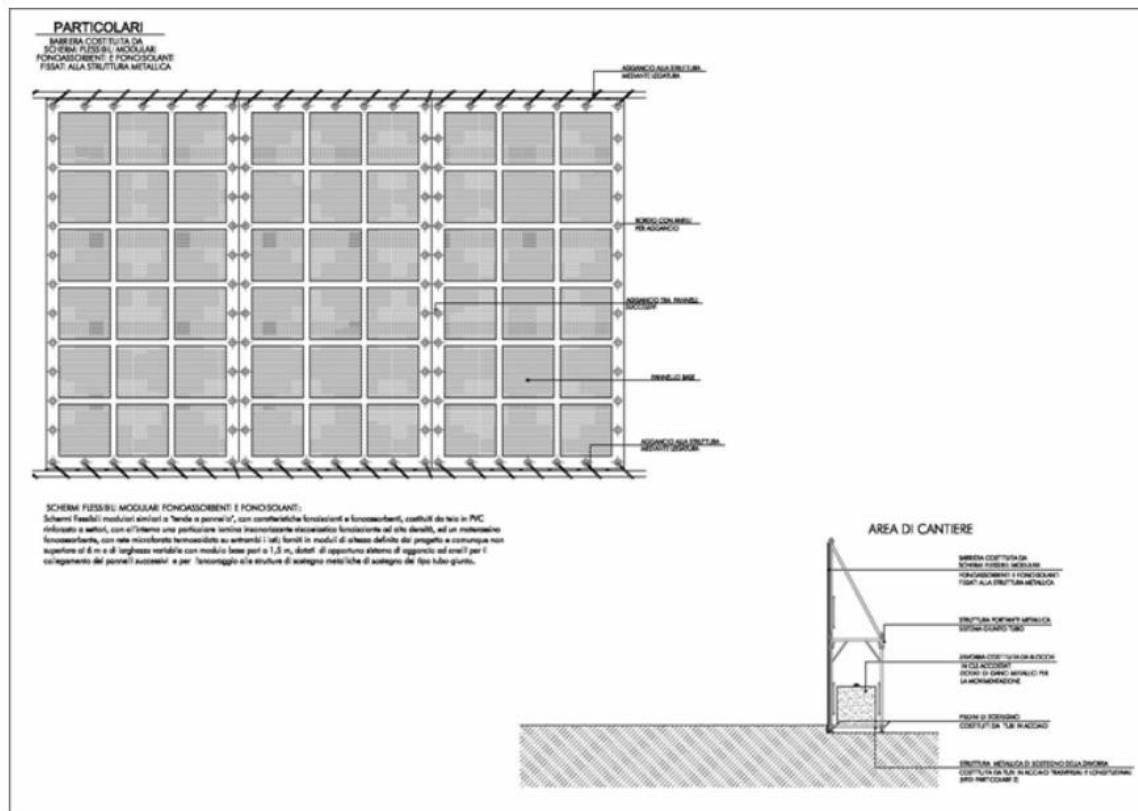 PARTICOLARI
BARRIERA COSTITUITA DA
SCHERMI FLESSIBILI MODULARI
FONOASSORBENTI E FONOISOLANTI
FISSATI ALLA STRUTTURA METALLICA
AGGANCIO ALLA STRUTTURA
MEDIANTE LEGATURA
BORDO CON ANELLI
PER AGGANCIO
AGGANCIO TRA PANNELLI
SUCCESSIVI
PANNELLO BASE
AGGANCIO ALLA STRUTTURA
MEDIANTE LEGATURA
SCHERMI FLESSIBILI MODULARI FONOASSORBENTI E FONOISOLANTI:
Schermi flessibili modulari similari a "tende a pannello", con caratteristiche fonoisolanti e fonoassorbenti, costituiti da telo in PVC
rinforzato a settori, con all'interno una particolare lamina insonorizzante viscoelastica fonoisolante ad alta densità, ed un materassino
fonoassorbente, con rete microforata termosaldata su entrambi i lati; forniti in moduli di altezza definita dal progetto e comunque non
superiore ai 6 m e di larghezza variabile con modulo base pari a 1,5 m, dotati di opportuno sistema di aggancio ad anelli per il
collegamento dei pannelli successivi e per l'ancoraggio alle strutture di sostegno metalliche di sostegno del tipo tubo giunto.
AREA DI CANTIERE
BARRIERA COSTITUITA DA
SCHERMI FLESSIBILI MODULARI
FONOASSORBENTI E FONOISOLANTI
FISSATI ALLA STRUTTURA METALLICA
STRUTTURA PORTANTE METALLICA
SISTEMA GIUNTO TUBO
ZAVORRA COSTITUITA DA BLOCCHI
IN CLS ACCOSTATI
DOTATI DI GANCI METALLICI PER
LA MOVIMENTAZIONE
PIEDINI DI SOSTEGNO
COSTITUITI DA TUBI IN ACCIAIO
STRUTTURA METALLICA DI SOSTEGNO DELLA ZAVORRA
COSTITUITA DA TUBI IN ACCIAIO TRASVERSALI E LONGITUDINALI
(VEDI PARTICOLARE 2)